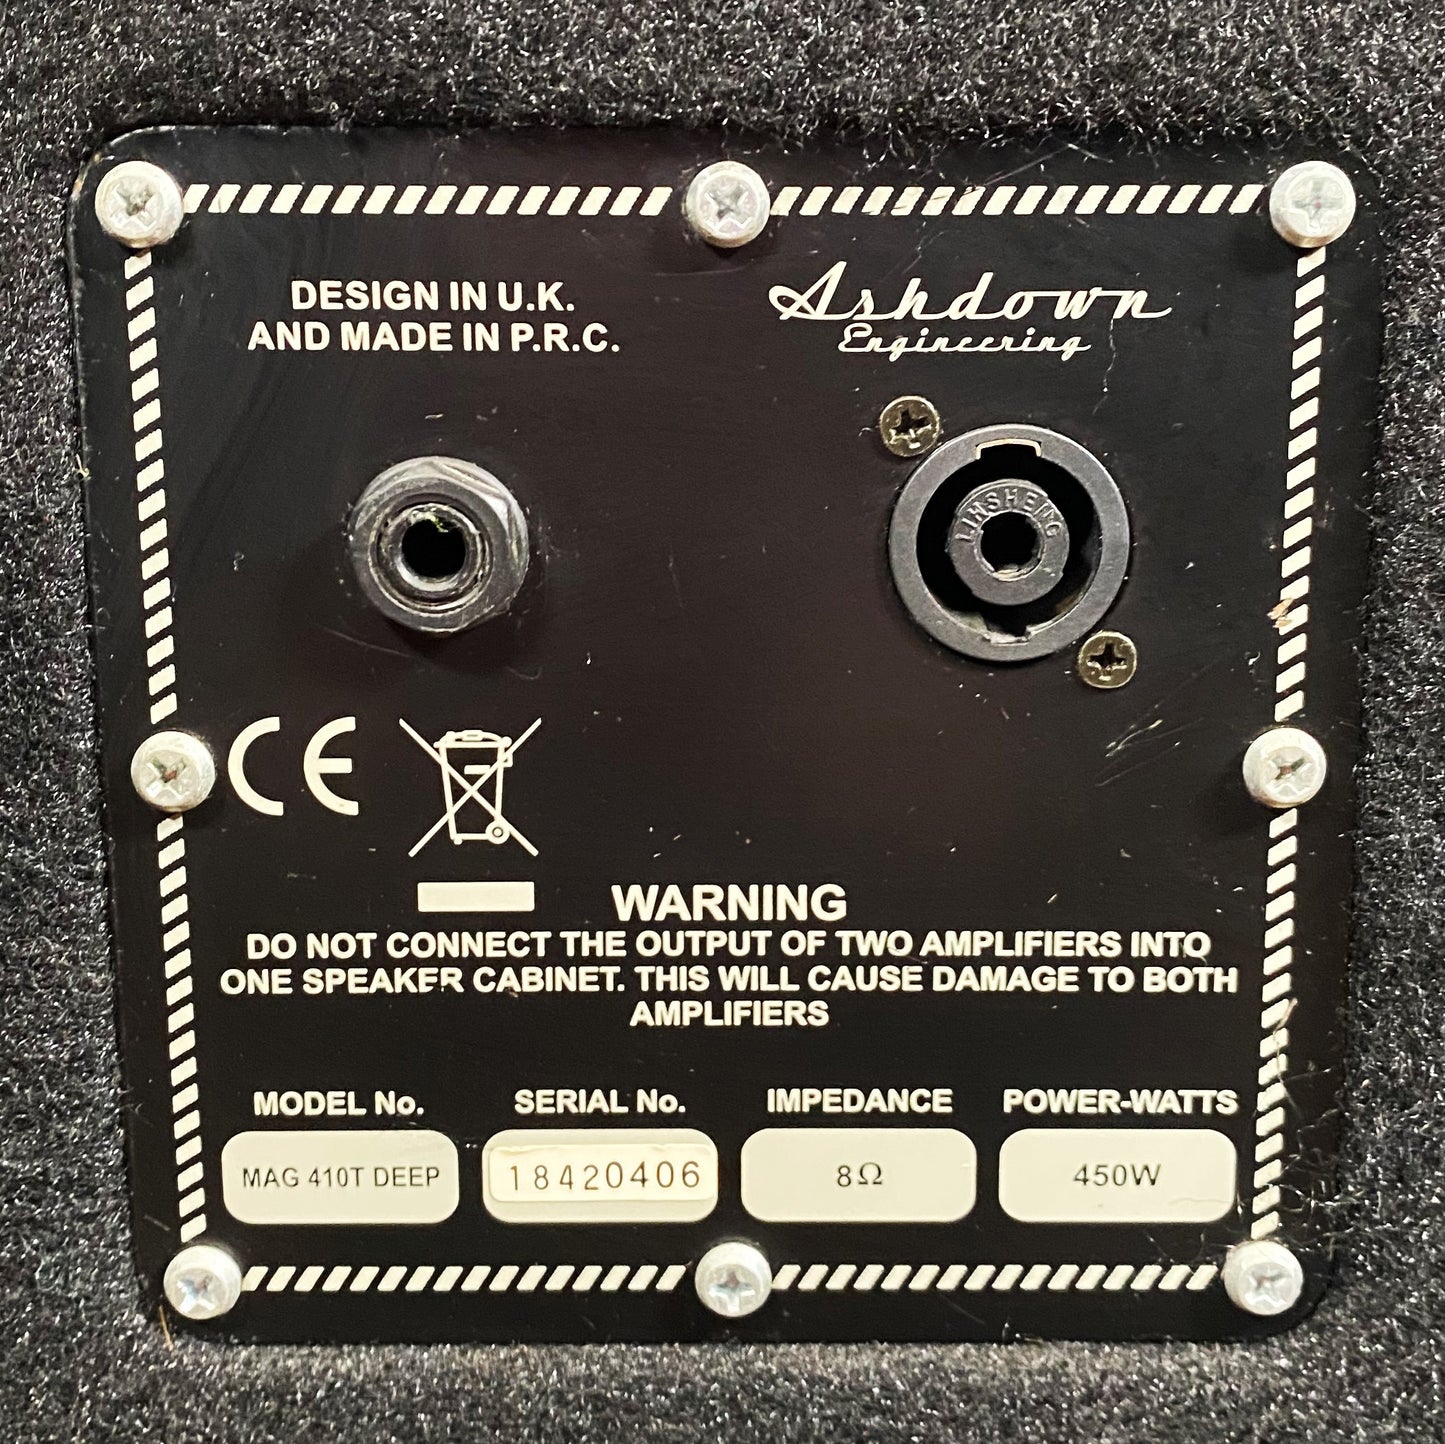 DESIGN IN U.K.
AND MADE IN P.R.C.
Ashdown
Engineering
LINSHENG
CE
WARNING
DO NOT CONNECT THE OUTPUT OF TWO AMPLIFIERS INTO
ONE SPEAKER CABINET. THIS WILL CAUSE DAMAGE TO BOTH
AMPLIFIERS
MODEL No. SERIAL No. IMPEDANCE POWER-WATTS
MAG 410T DEEP 18420406 8Ω 450W